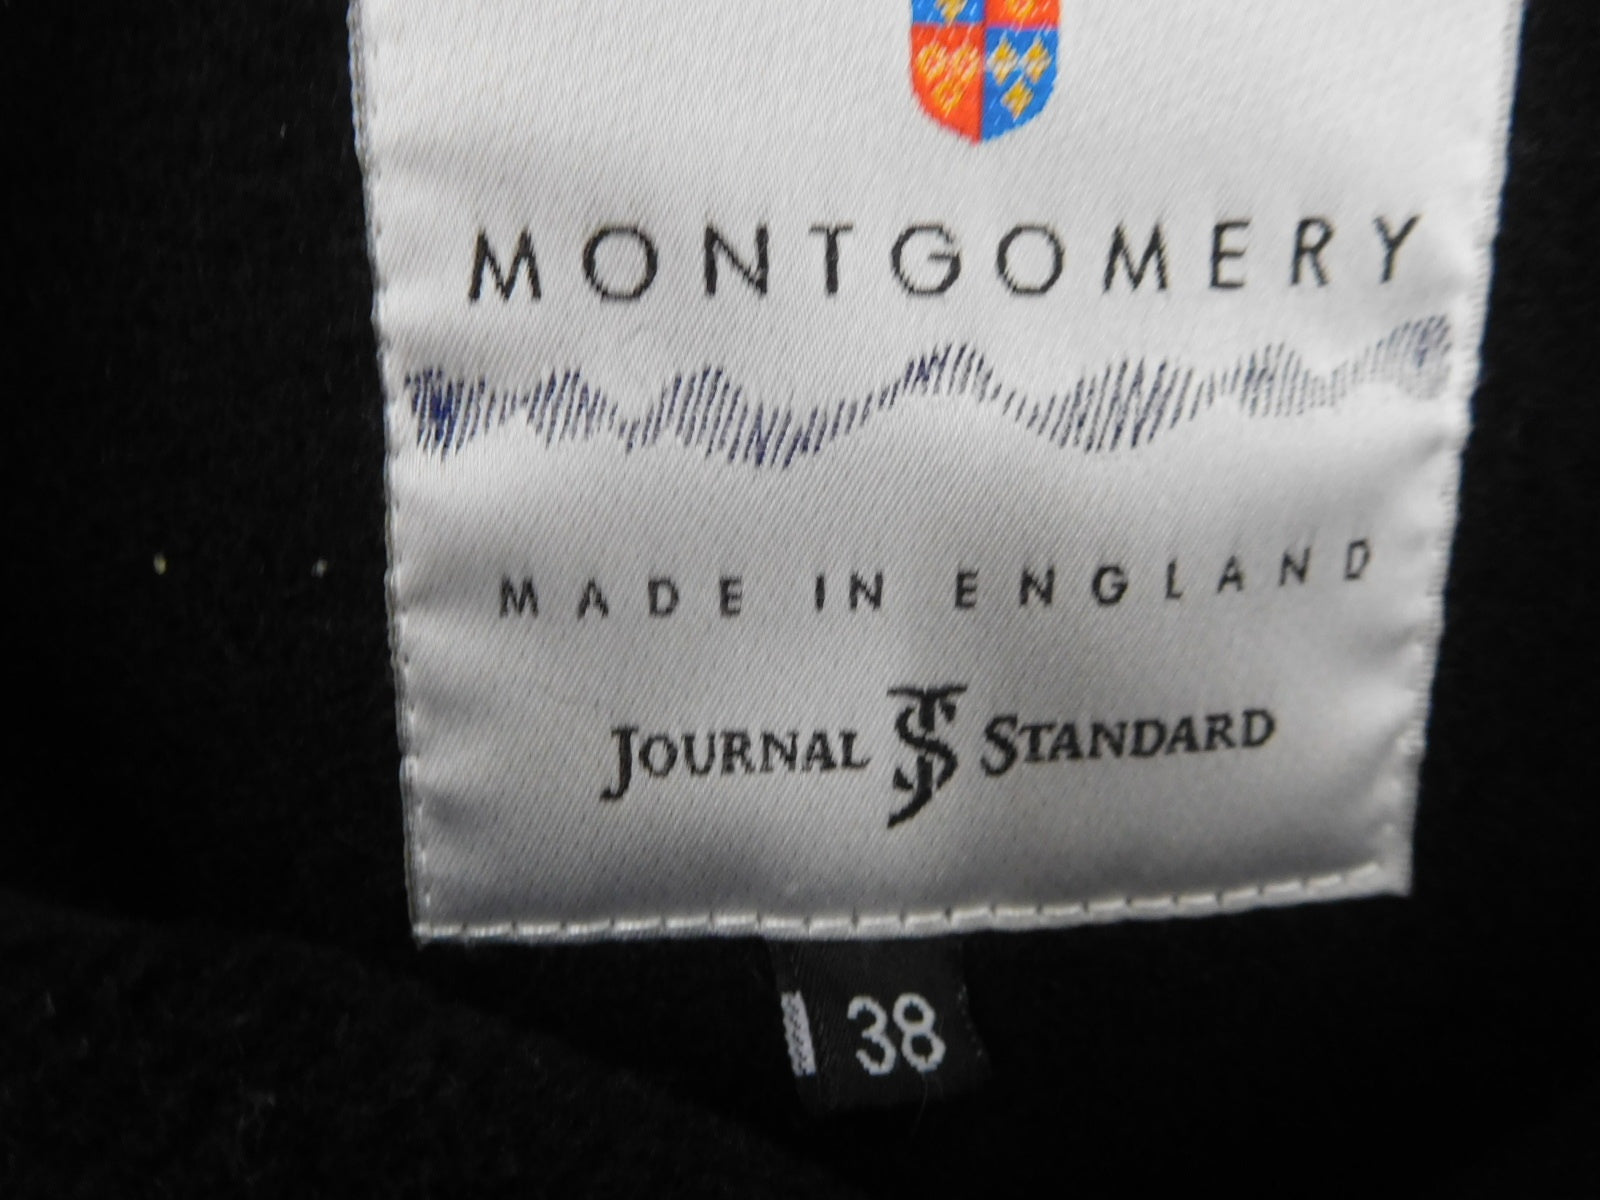 MONTGOMERY
MADE IN ENGLAND
JOURNAL JS STANDARD
38